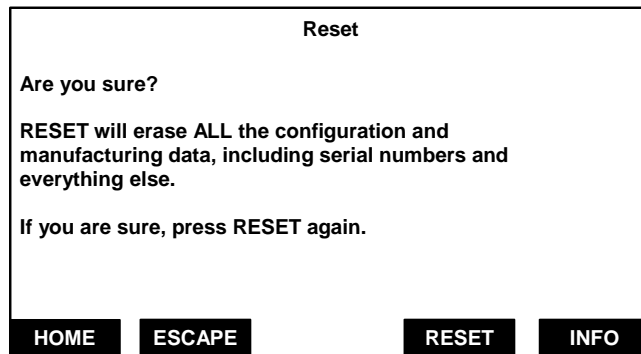 Reset
Are you sure?
RESET will erase ALL the configuration and
manufacturing data, including serial numbers and
everything else.
If you are sure, press RESET again.
HOME ESCAPE RESET INFO